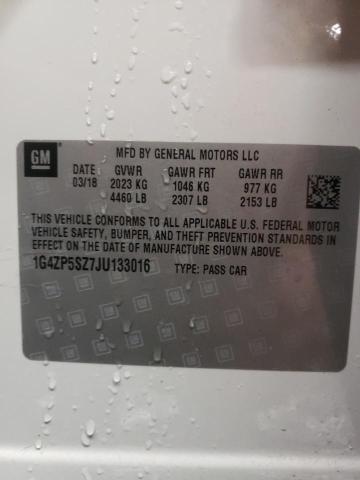 GM
MFD BY GENERAL MOTORS LLC
DATE GVWR GAWR FRT GAWR RR
03/18 2023 KG 1046 KG 977 KG
4460 LB 2307 LB 2153 LB
THIS VEHICLE CONFORMS TO ALL APPLICABLE U.S. FEDERAL MOTOR
VEHICLE SAFETY, BUMPER, AND THEFT PREVENTION STANDARDS IN
EFFECT ON THE DATE OF MANUFACTURE SHOWN ABOVE.
1G4ZP5SZ7JU133016 TYPE: PASS CAR